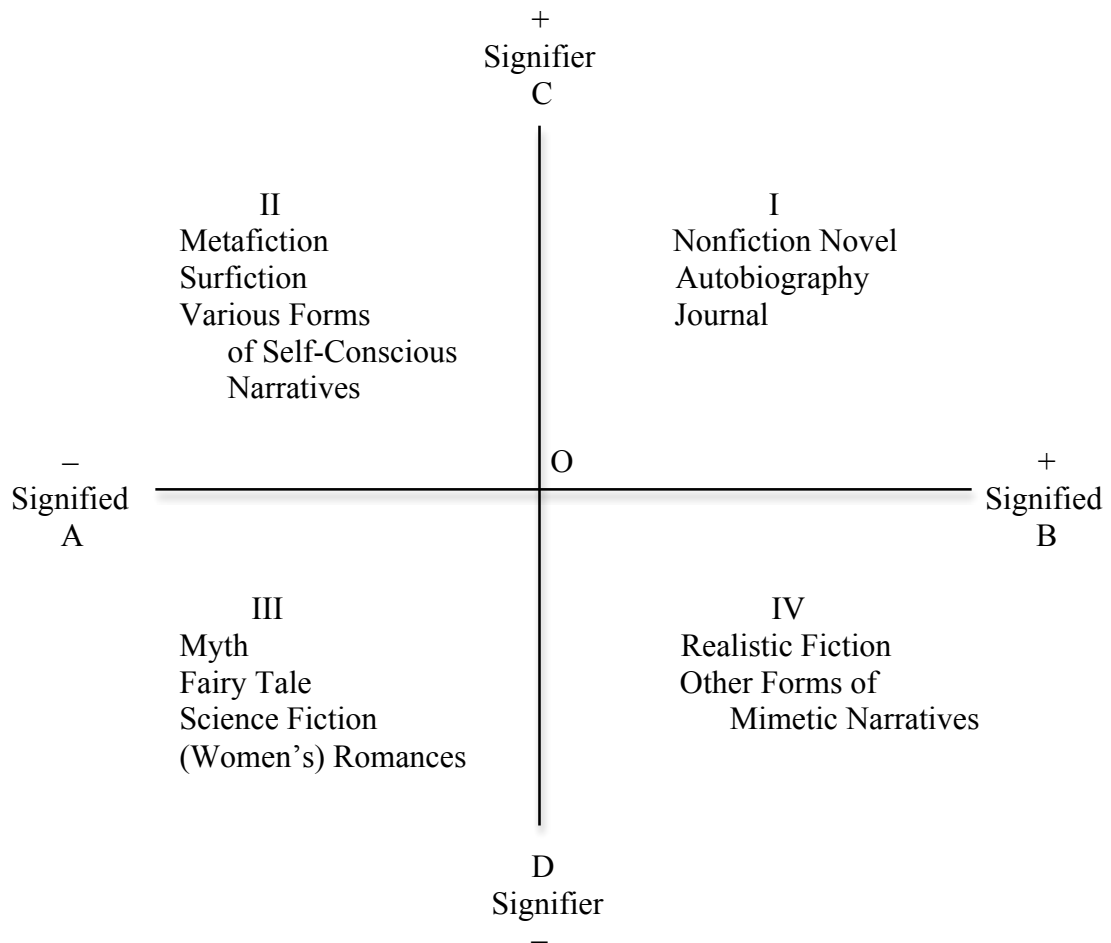 +
Signifier
C
II
Metafiction
Surfiction
Various Forms
of Self-Conscious
Narratives
I
Nonfiction Novel
Autobiography
Journal
–
Signified
A
O
+
Signified
B
III
Myth
Fairy Tale
Science Fiction
(Women’s) Romances
IV
Realistic Fiction
Other Forms of
Mimetic Narratives
D
Signifier
–